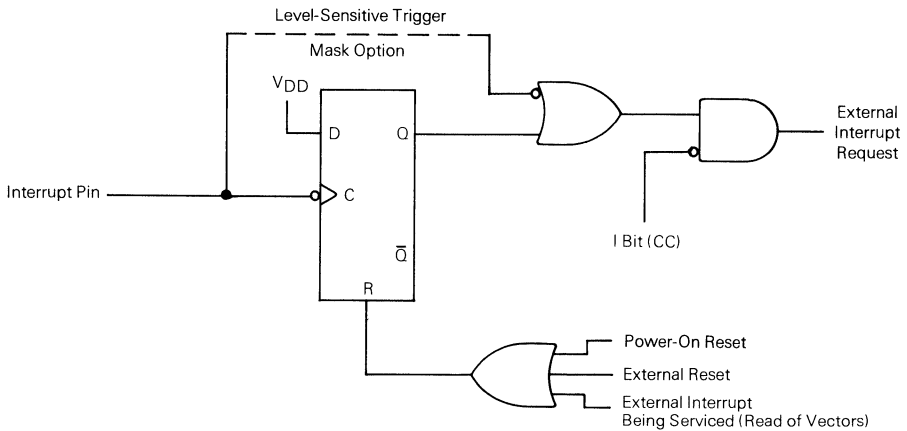 Level-Sensitive Trigger
Mask Option
VDD
D
Q
External
Interrupt
Request
Interrupt Pin
C
I Bit (CC)
Q̅
R
Power-On Reset
External Reset
External Interrupt
Being Serviced (Read of Vectors)